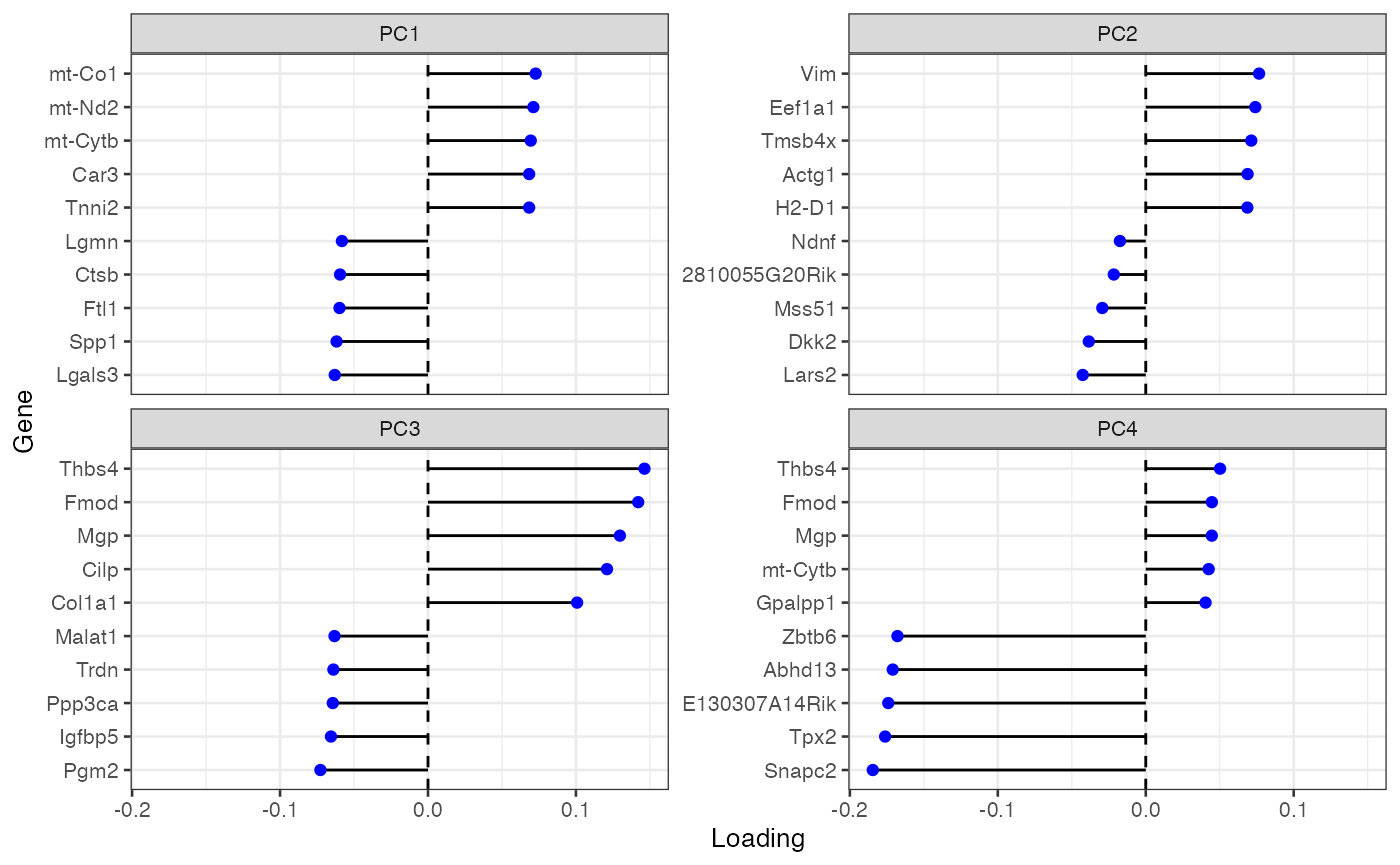 PC1
mt-Co1
mt-Nd2
mt-Cytb
Car3
Tnni2
Lgmn
Ctsb
Ftl1
Spp1
Lgals3
PC2
Vim
Eef1a1
Tmsb4x
Actg1
H2-D1
Ndnf
2810055G20Rik
Mss51
Dkk2
Lars2
Gene
PC3
Thbs4
Fmod
Mgp
Cilp
Col1a1
Malat1
Trdn
Ppp3ca
Igfbp5
Pgm2
-0.2 -0.1 0.0 0.1
PC4
Thbs4
Fmod
Mgp
mt-Cytb
Gpalpp1
Zbtb6
Abhd13
E130307A14Rik
Tpx2
Snapc2
-0.2 -0.1 0.0 0.1
Loading